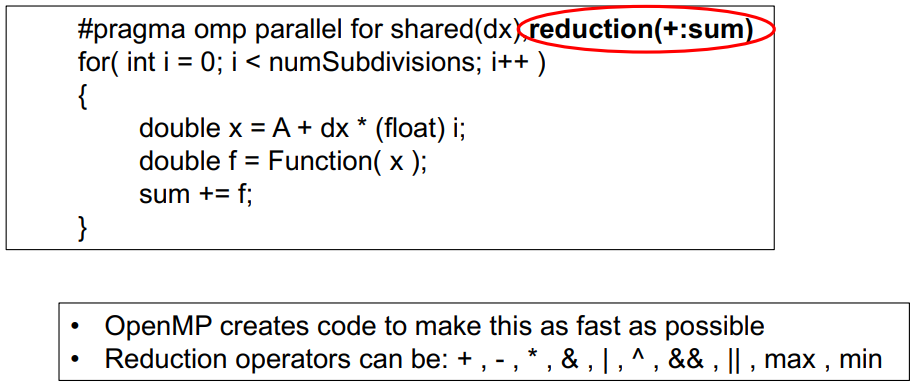 #pragma omp parallel for shared(dx),reduction(+:sum)
for( int i = 0; i < numSubdivisions; i++ )
{
double x = A + dx * (float) i;
double f = Function( x );
sum += f;
}
• OpenMP creates code to make this as fast as possible
• Reduction operators can be: + , - , * , & , | , ^ , && , || , max , min